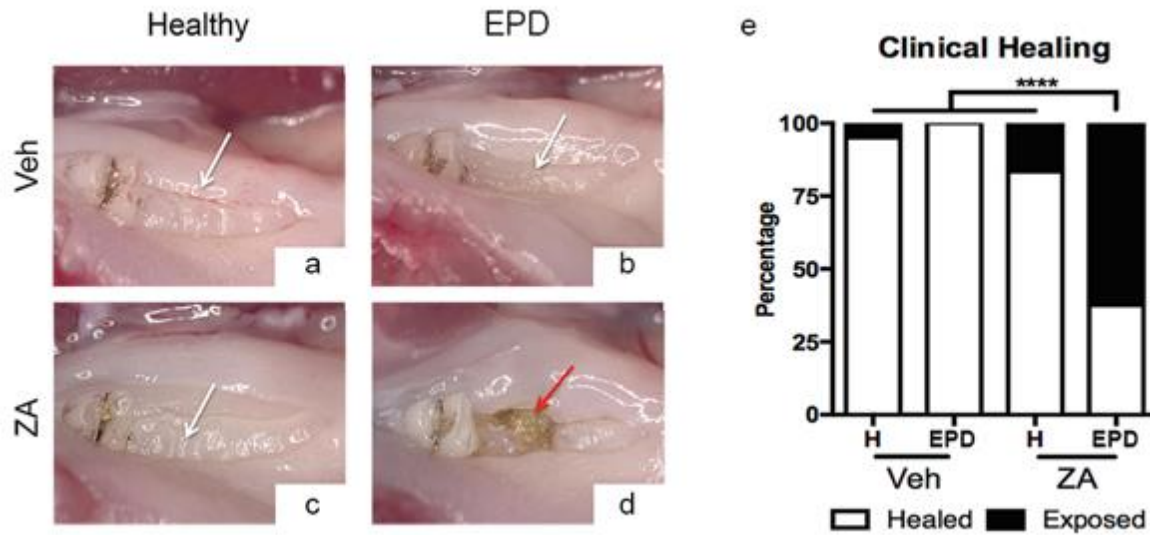 Healthy
EPD
Veh
ZA
a
b
c
d
e
Clinical Healing
****
Percentage
100
75
50
25
0
H EPD H EPD
Veh ZA
Healed Exposed